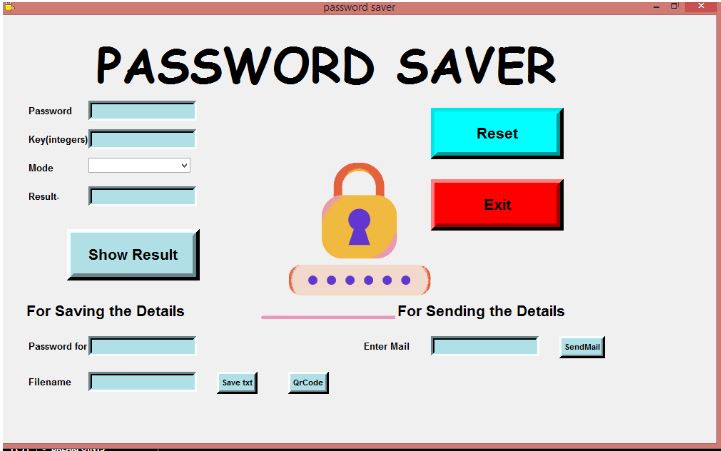 password saver
PASSWORD SAVER
Password
Key(integers)
Mode
Result-
Reset
Exit
Show Result
For Saving the Details
For Sending the Details
Password for
Enter Mail
SendMail
Filename
Save txt
QrCode